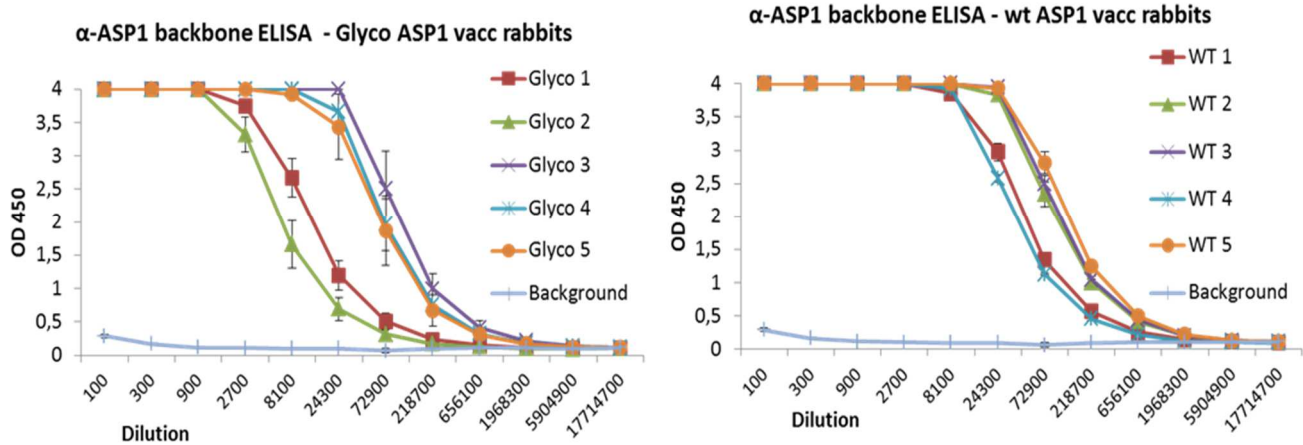 α-ASP1 backbone ELISA - Glyco ASP1 vacc rabbits
OD 450
4
3,5
3
2,5
2
1,5
1
0,5
0
100
300
900
2700
8100
24300
72900
218700
656100
1968300
5904900
17714700
Dilution
Glyco 1
Glyco 2
Glyco 3
Glyco 4
Glyco 5
Background
α-ASP1 backbone ELISA - wt ASP1 vacc rabbits
OD 450
4
3,5
3
2,5
2
1,5
1
0,5
0
100
300
900
2700
8100
24300
72900
218700
656100
1968300
5904900
17714700
Dilution
WT 1
WT 2
WT 3
WT 4
WT 5
Background